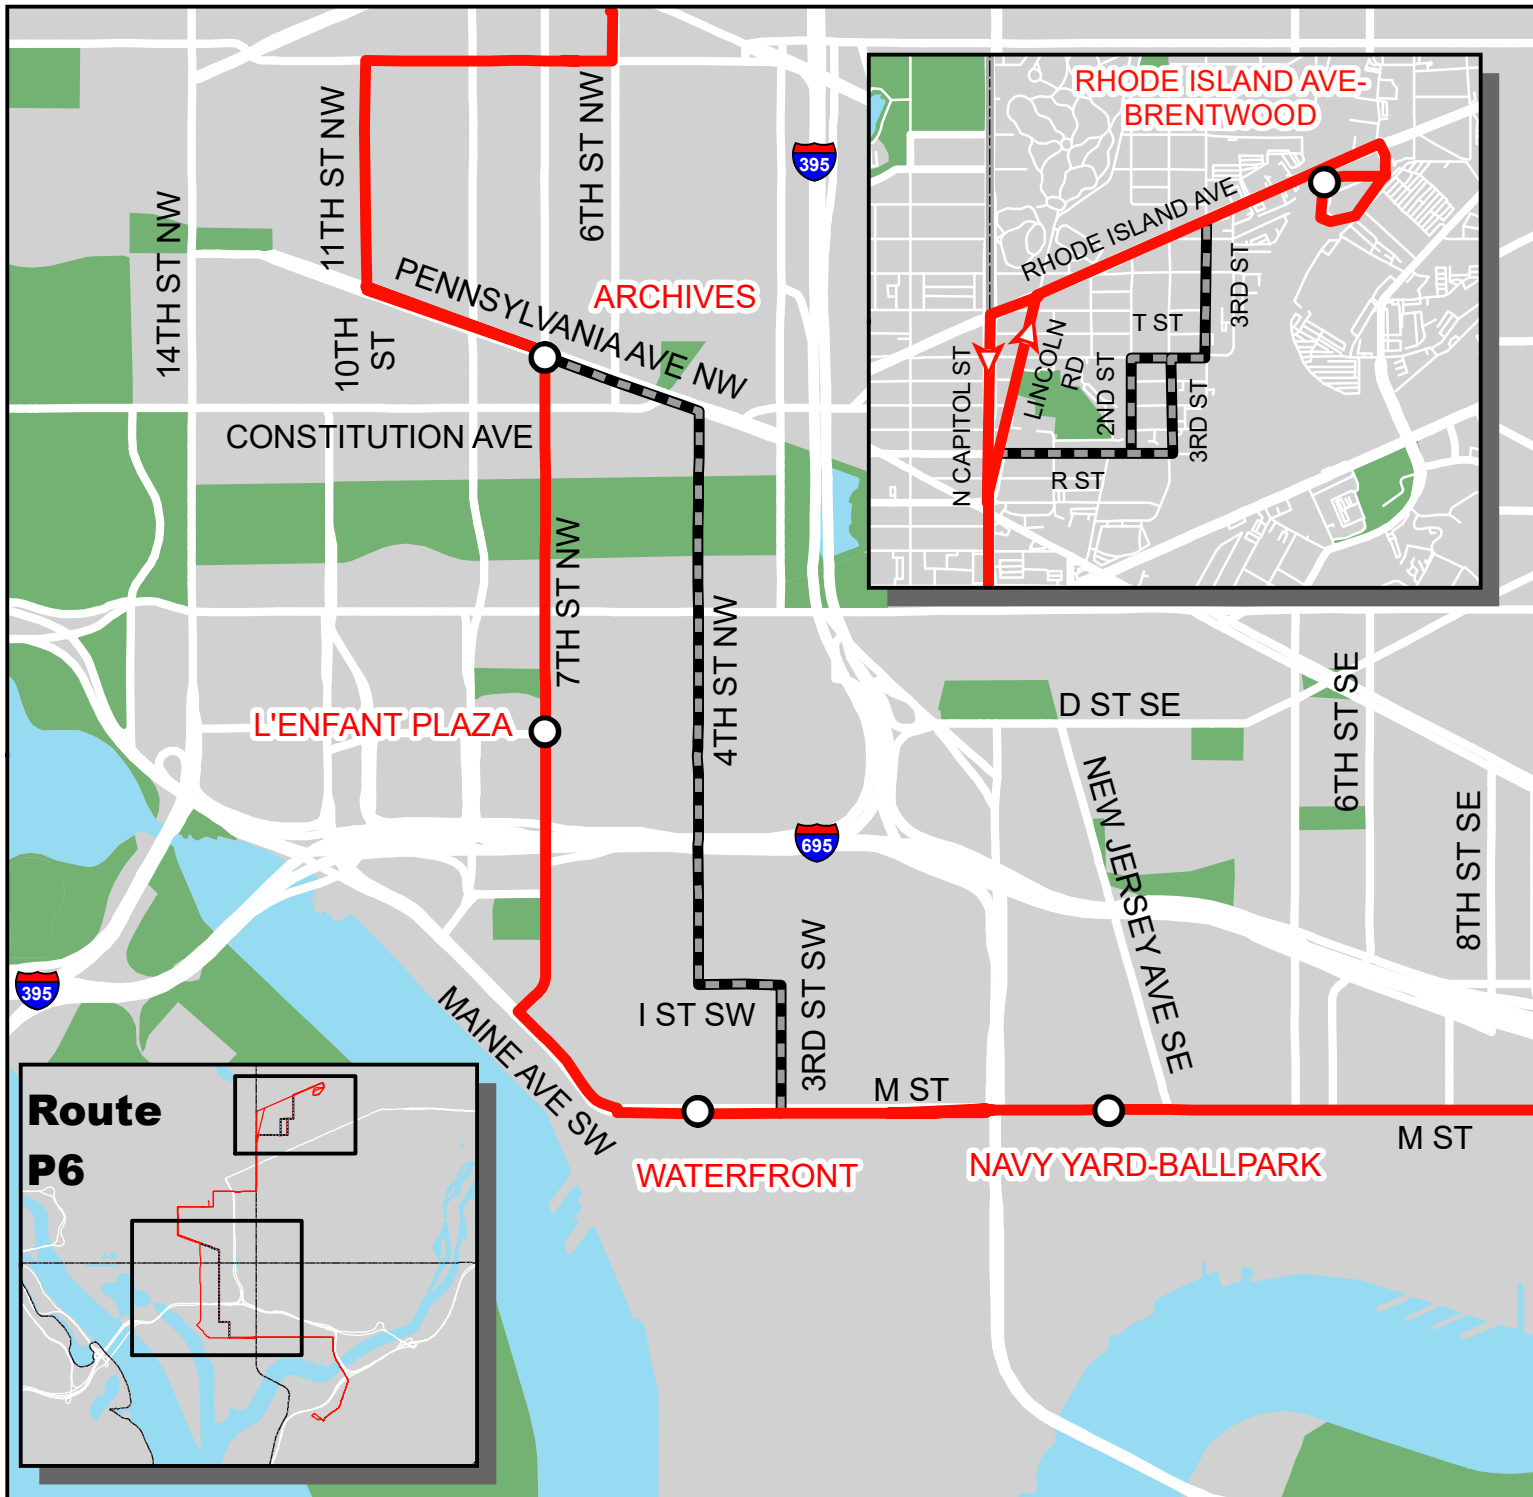 RHODE ISLAND AVE-
BRENTWOOD
395
11TH ST NW
6TH ST NW
14TH ST NW
RHODE ISLAND AVE
3RD ST
PENNSYLVANIA AVE NW
ARCHIVES
10TH
ST
T ST
N CAPITOL ST
LINCOLN
RD
2ND ST
3RD ST
CONSTITUTION AVE
R ST
7TH ST NW
4TH ST NW
L'ENFANT PLAZA
D ST SE
6TH ST SE
NEW JERSEY AVE SE
8TH ST SE
695
395
MAINE AVE SW
I ST SW
3RD ST SW
M ST
M ST
WATERFRONT
NAVY YARD-BALLPARK
Route
P6